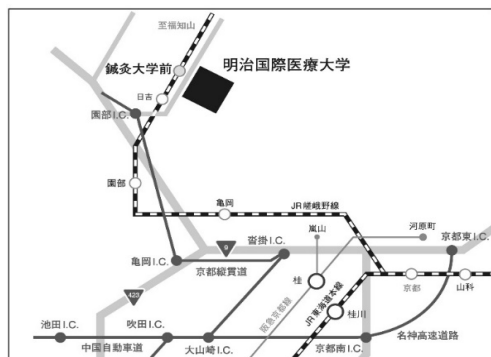 至福知山
鍼灸大学前
明治国際医療大学
日吉
園部I.C.
園部
亀岡
JR嵯峨野線
嵐山
河原町
京都東I.C.
沓掛I.C.
9
亀岡I.C.
京都縦貫道
桂
京都
山科
423
阪急京都線
JR東海道本線
桂川
池田I.C.
吹田I.C.
名神高速道路
中国自動車道
大山崎I.C.
京都南I.C.